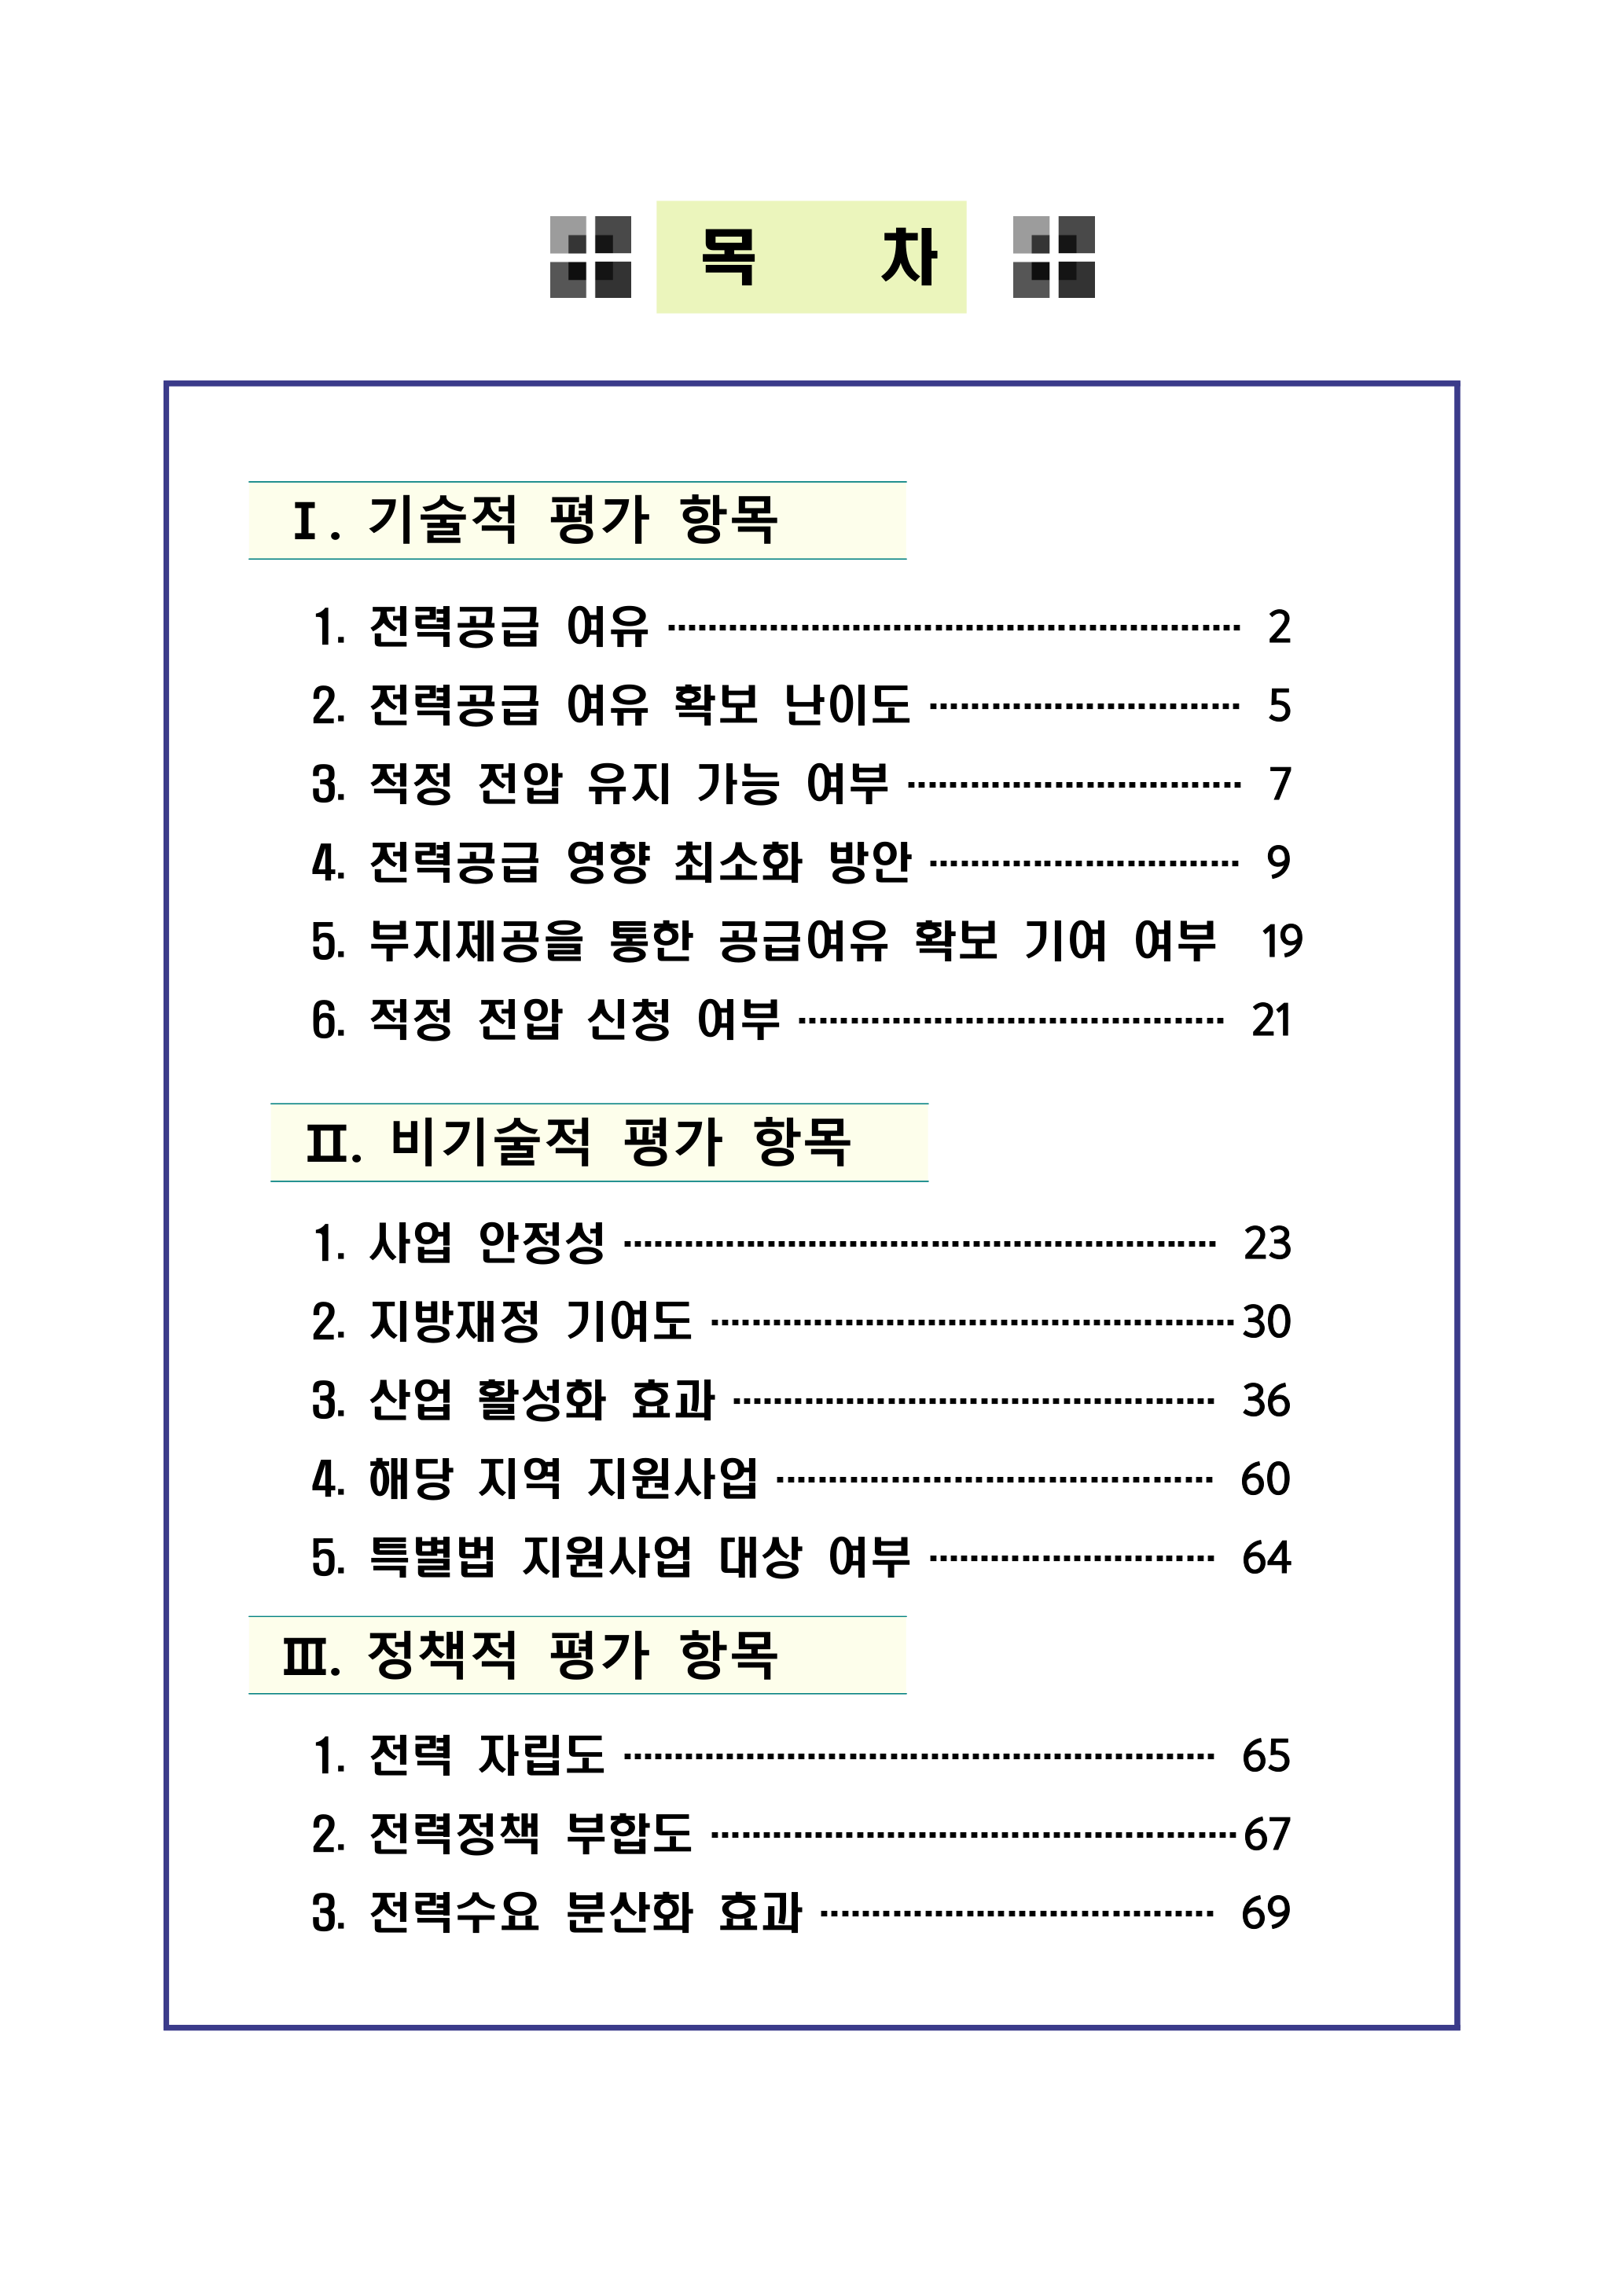 목 차
Ⅰ. 기술적 평가 항목
1. 전력공급 여유 ························ 2
2. 전력공급 여유 확보 난이도 ························ 5
3. 적정 전압 유지 가능 여부 ························ 7
4. 전력공급 영향 최소화 방안 ························ 9
5. 부지제공을 통한 공급여유 확보 기여 여부 19
6. 적정 전압 신청 여부 ························ 21
Ⅱ. 비기술적 평가 항목
1. 사업 안정성 ························ 23
2. 지방재정 기여도 ························ 30
3. 산업 활성화 효과 ························ 36
4. 해당 지역 지원사업 ························ 60
5. 특별법 지원사업 대상 여부 ························ 64
Ⅲ. 정책적 평가 항목
1. 전력 자립도 ························ 65
2. 전력정책 부합도 ························ 67
3. 전력수요 분산화 효과 ························ 69